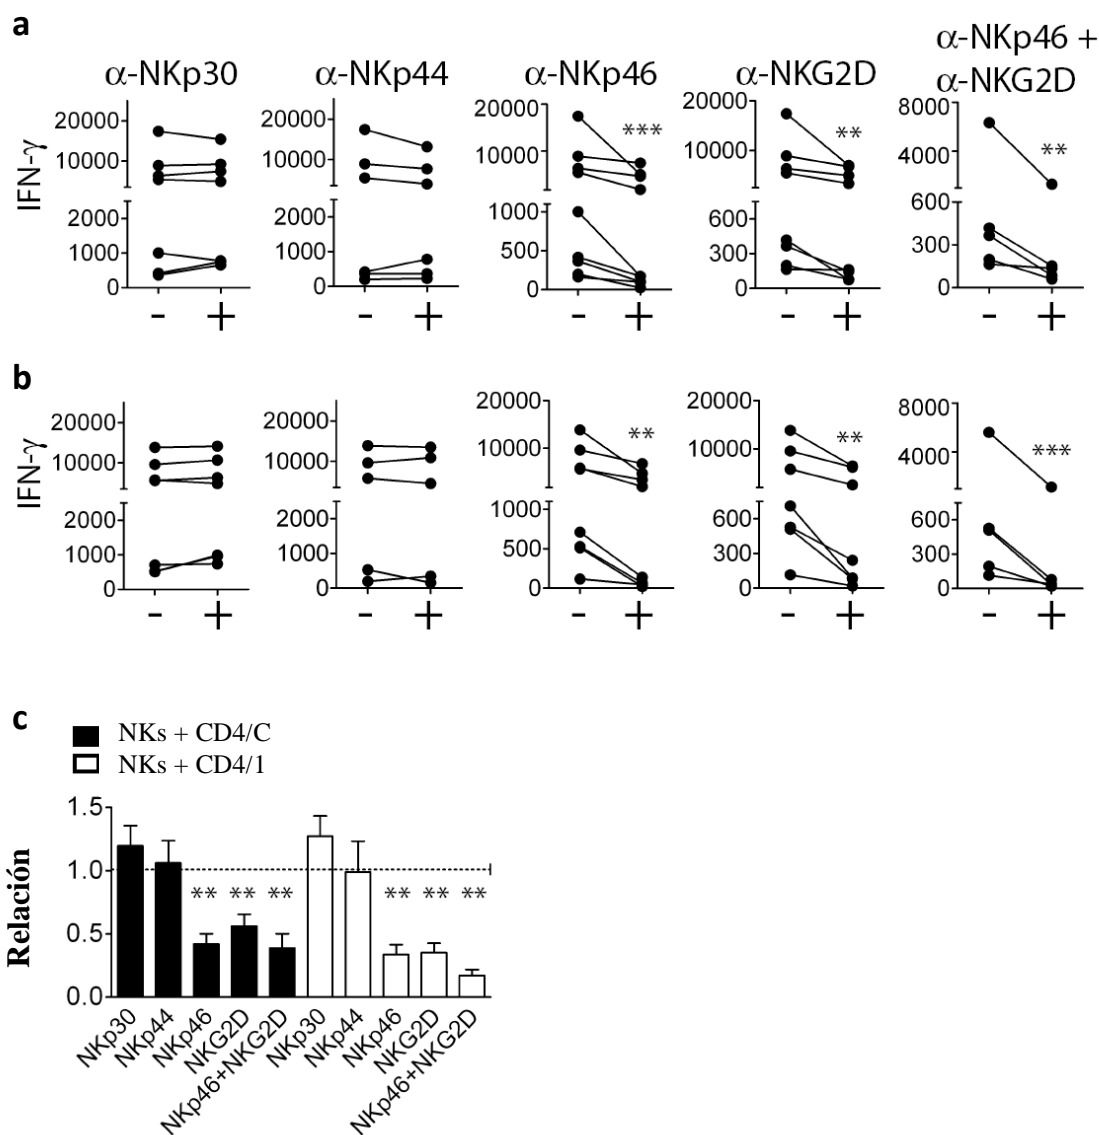 a
α-NKp30 α-NKp44 α-NKp46 α-NKG2D α-NKp46 +
α-NKG2D
IFN-γ
20000 20000 20000 20000 8000
10000 10000 10000 10000 4000
*** ** **
2000 2000 1000 600 600
1000 1000 500 300 300
0 0 0 0 0
- + - + - + - + - +
b
IFN-γ
20000 20000 20000 20000 8000
10000 10000 10000 10000 4000
** ** ***
2000 2000 1000 600 600
1000 1000 500 300 300
0 0 0 0 0
- + - + - + - + - +
c
NKs + CD4/C
NKs + CD4/1
Relación
1.5
1.0
** ** ** ** ** **
0.5
0.0
NKp30 NKp44 NKp46 NKG2D NKp46+NKG2D NKp30 NKp44 NKp46 NKG2D NKp46+NKG2D